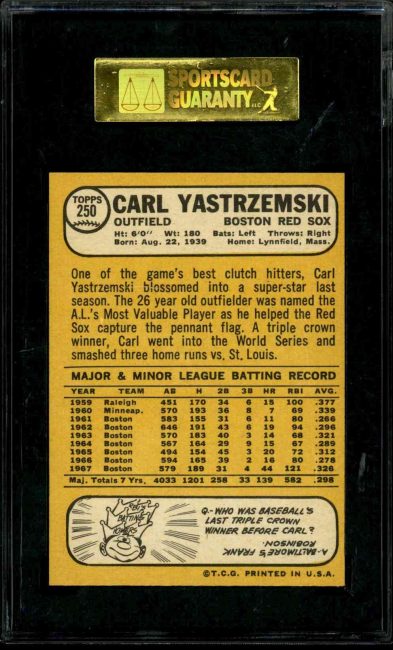 SPORTSCARD
GUARANTY LLC
TOPPS
250
CARL YASTRZEMSKI
OUTFIELD BOSTON RED SOX
Ht: 6'0" Wt: 180 Bats: Left Throws: Right
Born: Aug. 22, 1939 Home: Lynnfield, Mass.
One of the game's best clutch hitters, Carl
Yastrzemski blossomed into a super-star last
season. The 26 year old outfielder was named the
A.L.'s Most Valuable Player as he helped the Red
Sox capture the pennant flag. A triple crown
winner, Carl went into the World Series and
smashed three home runs vs. St. Louis.
MAJOR & MINOR LEAGUE BATTING RECORD
YEAR TEAM AB H 2B 3B HR RBI AVG.
1959 Raleigh 451 170 34 6 15 100 .377
1960 Minneap. 570 193 36 8 7 69 .339
1961 Boston 583 155 31 6 11 80 .266
1962 Boston 646 191 43 6 19 94 .296
1963 Boston 570 183 40 3 14 68 .321
1964 Boston 567 164 29 9 15 67 .289
1965 Boston 494 154 45 3 20 72 .312
1966 Boston 594 165 39 2 16 80 .278
1967 Boston 579 189 31 4 44 121 .326
Maj. Totals 7 Yrs. 4033 1201 258 33 139 582 .298
BATTING
HONORS
Q-WHO WAS BASEBALL'S
LAST TRIPLE CROWN
WINNER BEFORE CARL?
A-BALTIMORE'S FRANK
ROBINSON.
©T.C.G. PRINTED IN U.S.A.